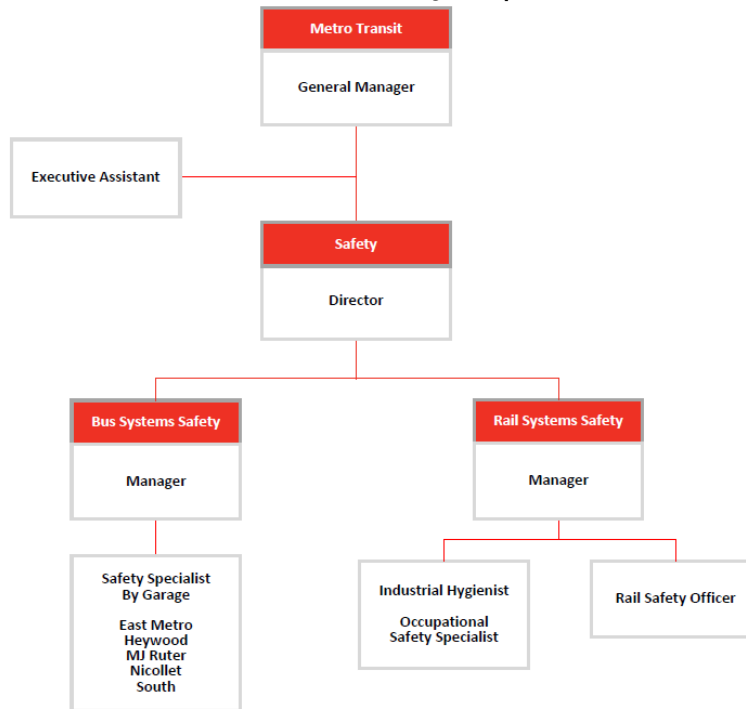 Metro Transit
General Manager
Executive Assistant
Safety
Director
Bus Systems Safety
Manager
Rail Systems Safety
Manager
Safety Specialist
By Garage
East Metro
Heywood
MJ Ruter
Nicollet
South
Industrial Hygienist
Occupational
Safety Specialist
Rail Safety Officer